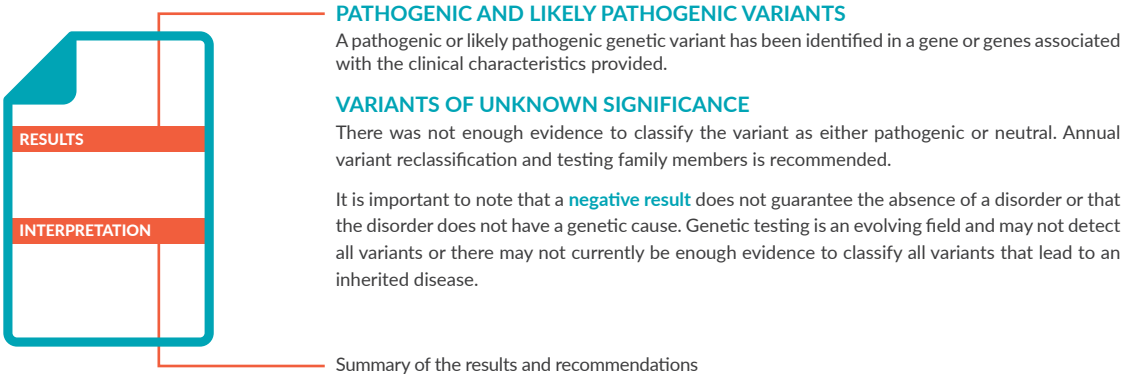 PATHOGENIC AND LIKELY PATHOGENIC VARIANTS
A pathogenic or likely pathogenic genetic variant has been identified in a gene or genes associated
with the clinical characteristics provided.
VARIANTS OF UNKNOWN SIGNIFICANCE
There was not enough evidence to classify the variant as either pathogenic or neutral. Annual
variant reclassification and testing family members is recommended.
It is important to note that a negative result does not guarantee the absence of a disorder or that
the disorder does not have a genetic cause. Genetic testing is an evolving field and may not detect
all variants or there may not currently be enough evidence to classify all variants that lead to an
inherited disease.
RESULTS
INTERPRETATION
Summary of the results and recommendations